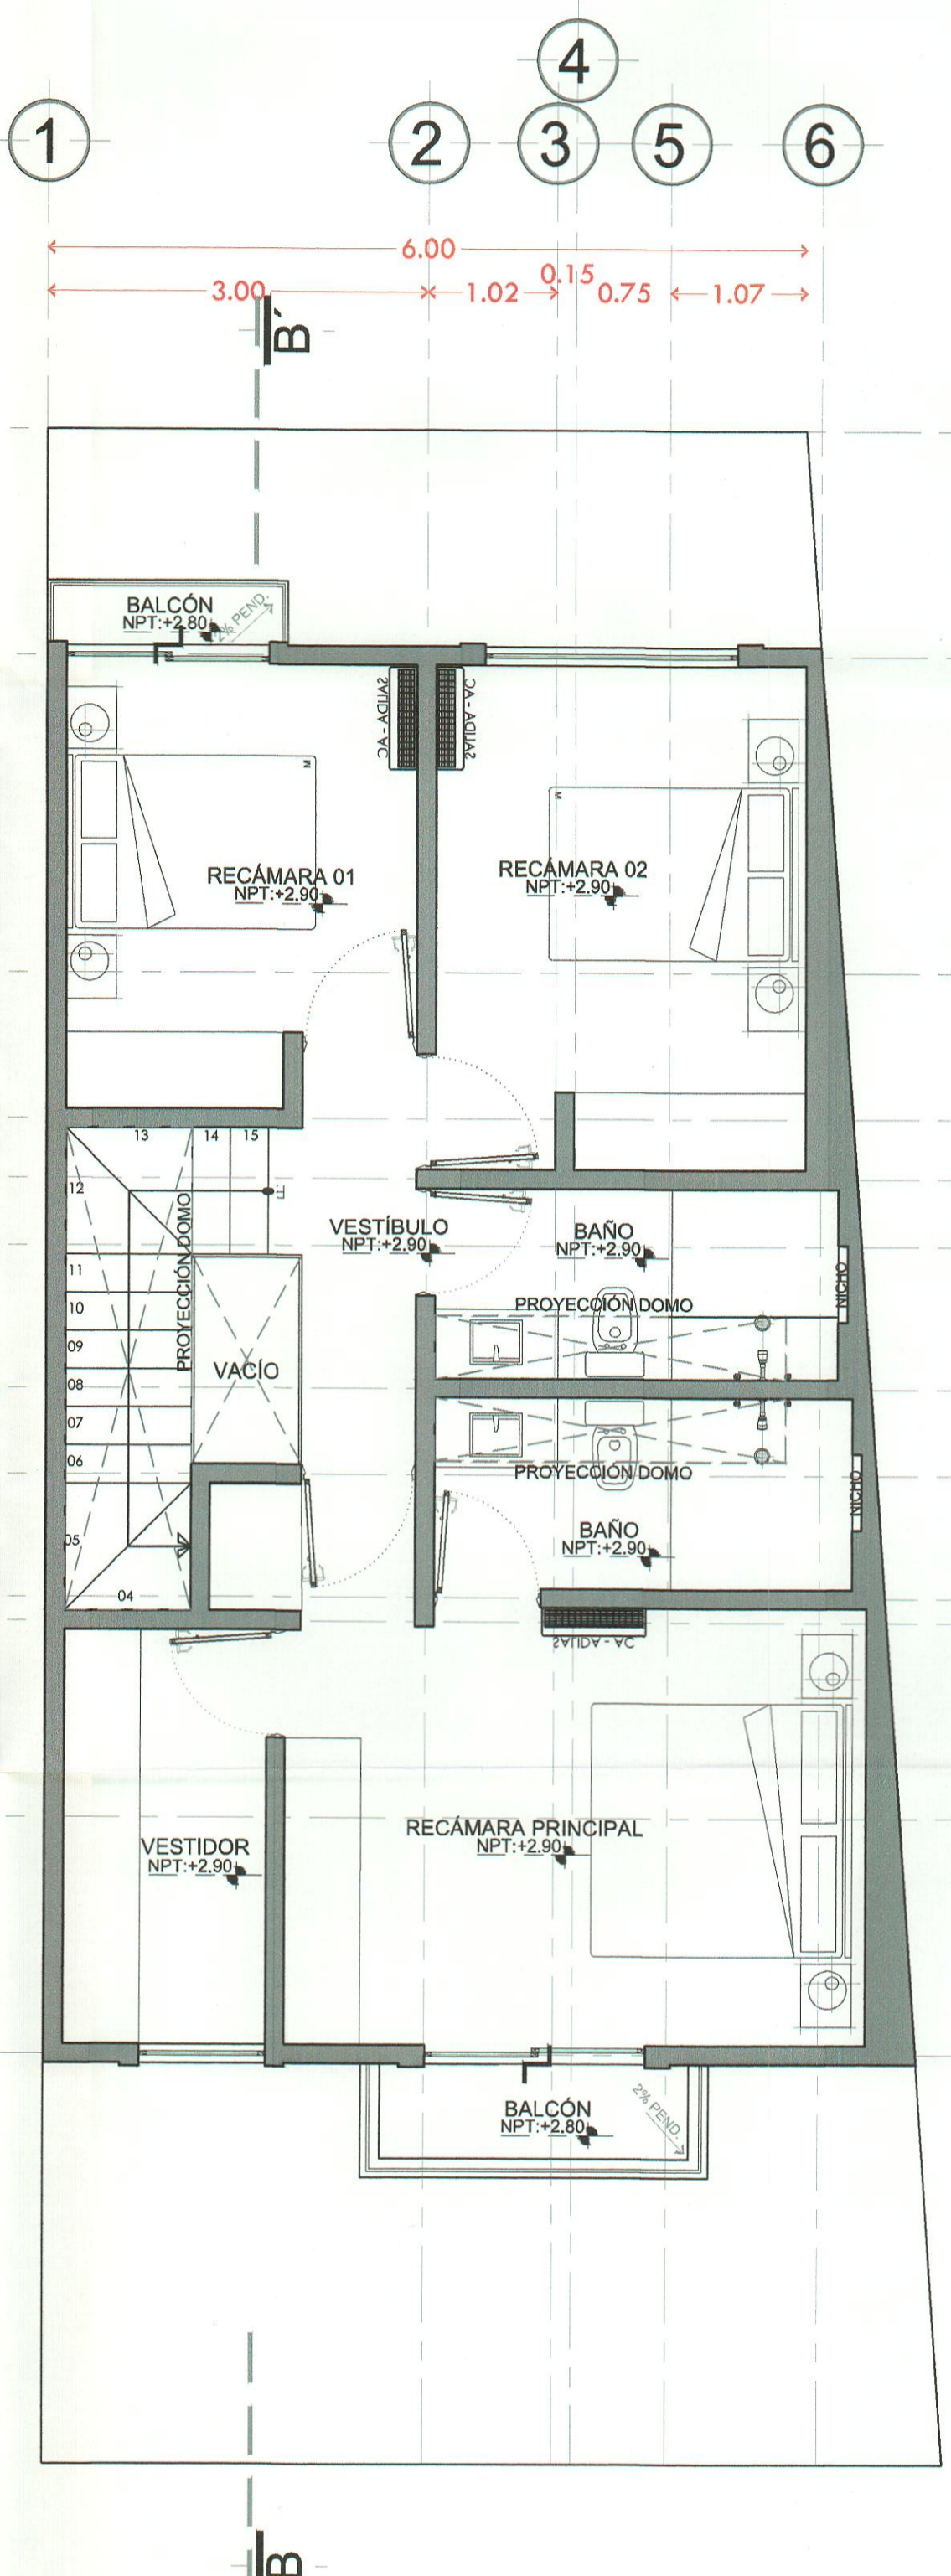 4
1
2
3
5
6
6.00
0.15
3.00
1.02
0.75
1.07
B´
BALCÓN
NPT:+2.80
2% PEND.
SALIDA - AC
SALIDA - AC
M
M
RECÁMARA 01
NPT:+2.90
RECÁMARA 02
NPT:+2.90
13
14
15
12
11
10
09
08
07
06
05
04
PROYECCIÓN DOMO
VACÍO
VESTÍBULO
NPT:+2.90
BAÑO
NPT:+2.90
PROYECCIÓN DOMO
NICHO
PROYECCIÓN DOMO
NICHO
BAÑO
NPT:+2.90
SALIDA - AC
VESTIDOR
NPT:+2.90
RECÁMARA PRINCIPAL
NPT:+2.90
BALCÓN
NPT:+2.80
2% PEND.
B